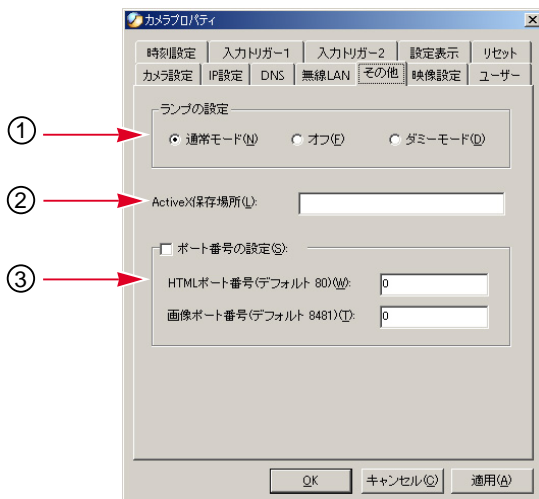 カメラプロパティ
時刻設定 入力トリガー1 入力トリガー2 設定表示 リセット
カメラ設定 IP設定 DNS 無線LAN その他 映像設定 ユーザー
ランプの設定
① 通常モード(N) オフ(F) ダミーモード(D)
② ActiveX保存場所(L):
ポート番号の設定(S):
③ HTMLポート番号(デフォルト 80)(W): 0
画像ポート番号(デフォルト 8481)(T): 0
OK キャンセル(C) 適用(A)